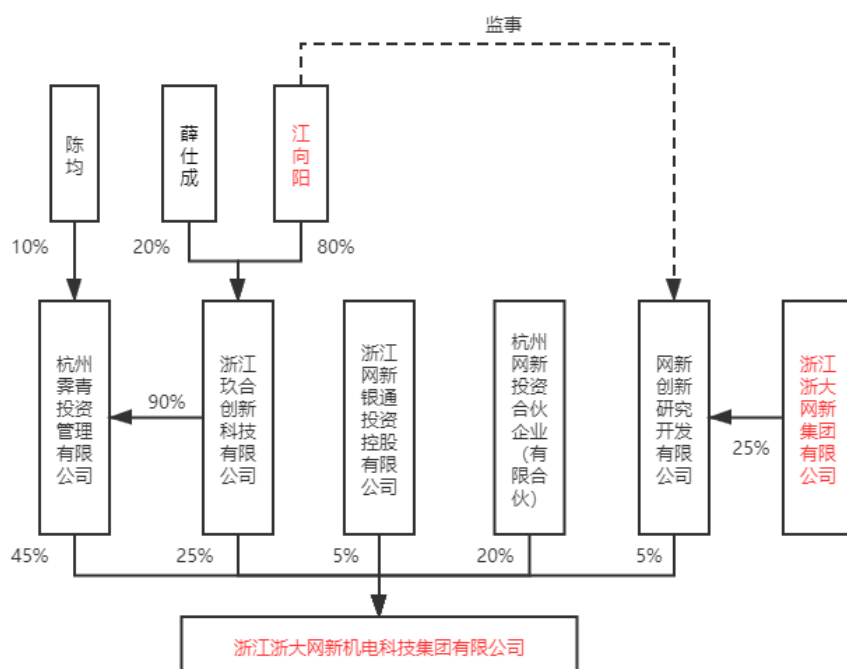 监事
陈均
薛仕成
江向阳
10%
20%
80%
杭州霁青投资管理有限公司
90%
浙江玖合创新科技有限公司
浙江网新银通投资控股有限公司
杭州网新投资合伙企业（有限合伙）
网新创新研究开发有限公司
25%
浙江浙大网新集团有限公司
45%
25%
5%
20%
5%
浙江浙大网新机电科技集团有限公司